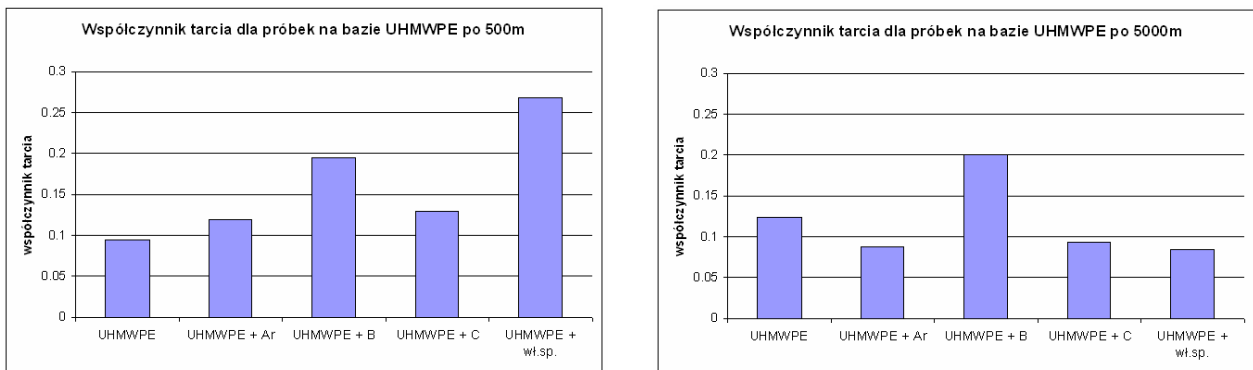 Współczynnik tarcia dla próbek na bazie UHMWPE po 500m
współczynnik tarcia
0.3
0.25
0.2
0.15
0.1
0.05
0
UHMWPE
UHMWPE + Ar
UHMWPE + B
UHMWPE + C
UHMWPE +
wł.sp.
Współczynnik tarcia dla próbek na bazie UHMWPE po 5000m
współczynnik tarcia
0.3
0.25
0.2
0.15
0.1
0.05
0
UHMWPE
UHMWPE + Ar
UHMWPE + B
UHMWPE + C
UHMWPE +
wł.sp.